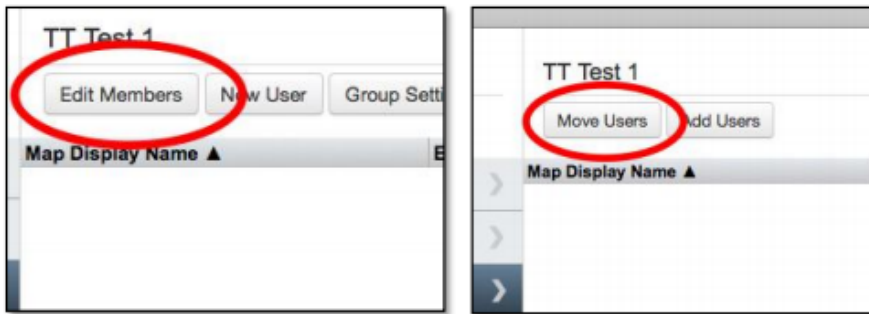 TT Test 1
Edit Members New User Group Setti
Map Display Name ▲ E
TT Test 1
Move Users Add Users
Map Display Name ▲